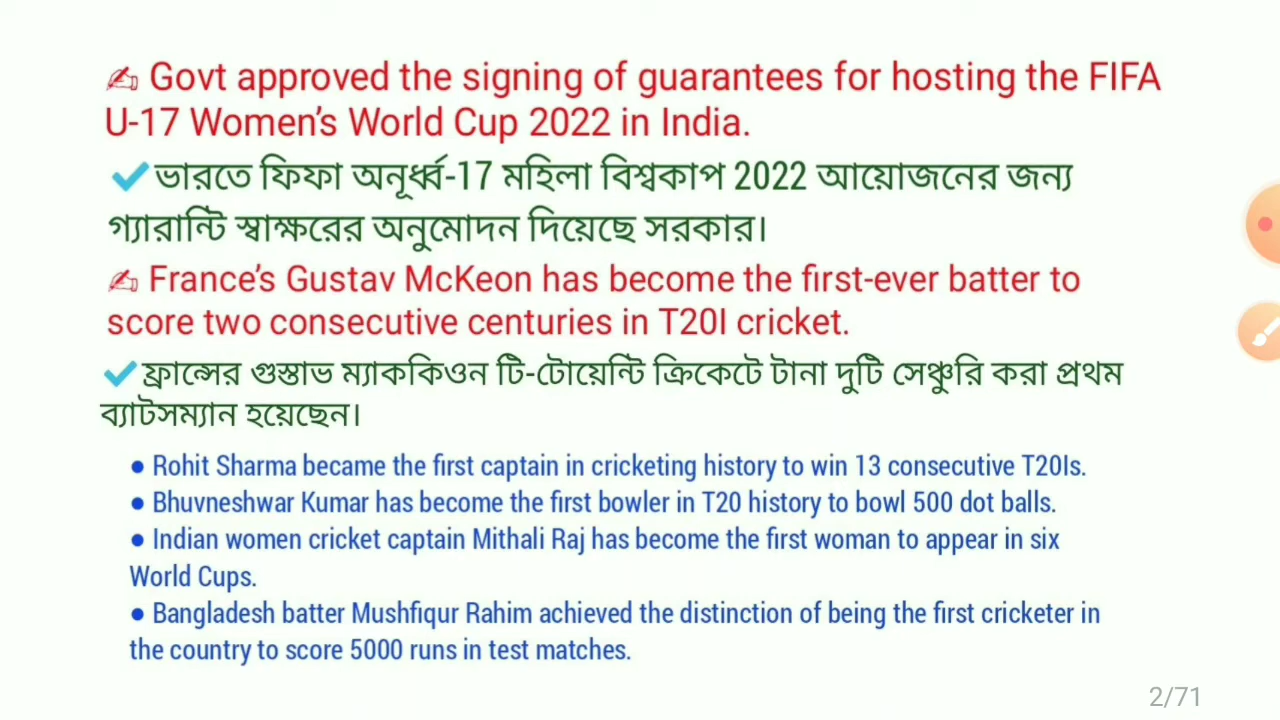 ✍ Govt approved the signing of guarantees for hosting the FIFA
U-17 Women’s World Cup 2022 in India.
✔ ভারতে ফিফা অনূর্ধ্ব-17 মহিলা বিশ্বকাপ 2022 আয়োজনের জন্য
গ্যারান্টি স্বাক্ষরের অনুমোদন দিয়েছে সরকার।
✍ France’s Gustav McKeon has become the first-ever batter to
score two consecutive centuries in T20I cricket.
✔ ফ্রান্সের গুস্তাভ ম্যাককিওন টি-টোয়েন্টি ক্রিকেটে টানা দুটি সেঞ্চুরি করা প্রথম
ব্যাটসম্যান হয়েছেন।
● Rohit Sharma became the first captain in cricketing history to win 13 consecutive T20Is.
● Bhuvneshwar Kumar has become the first bowler in T20 history to bowl 500 dot balls.
● Indian women cricket captain Mithali Raj has become the first woman to appear in six
World Cups.
● Bangladesh batter Mushfiqur Rahim achieved the distinction of being the first cricketer in
the country to score 5000 runs in test matches.
2/71